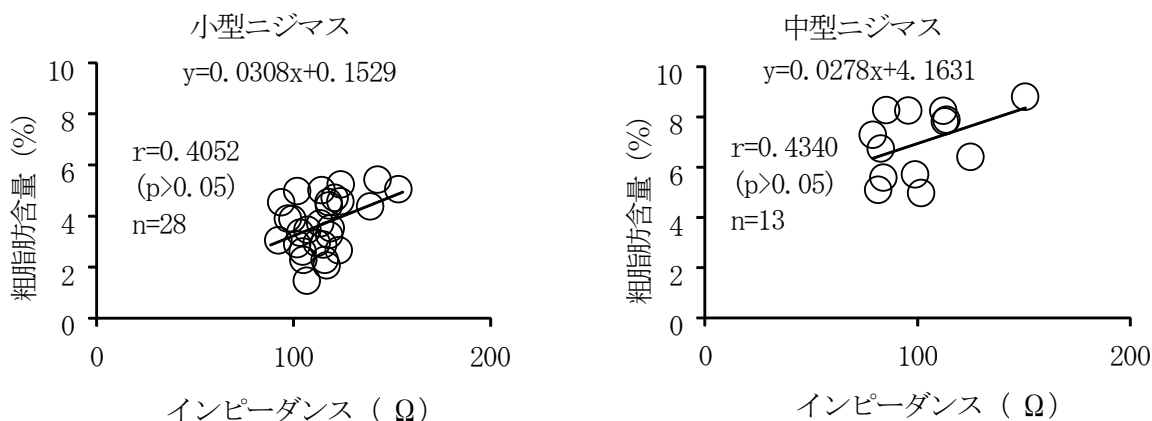 小型ニジマス
y=0.0308x+0.1529
r=0.4052
(p>0.05)
n=28
粗脂肪含量 (%)
10
8
6
4
2
0
0 100 200
インピーダンス ( Ω)
中型ニジマス
y=0.0278x+4.1631
r=0.4340
(p>0.05)
n=13
粗脂肪含量 (%)
10
8
6
4
2
0
0 100 200
インピーダンス ( Ω)